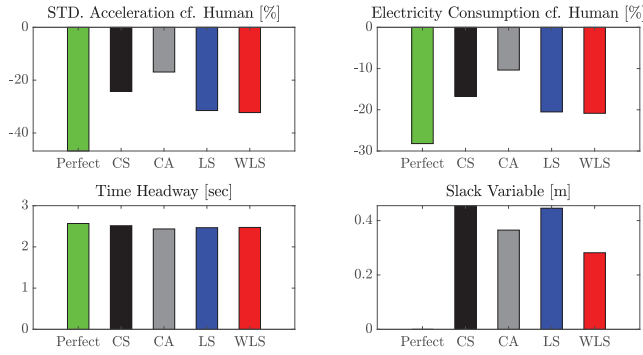 STD. Acceleration cf. Human [%]
0
-20
-40
Perfect CS CA LS WLS
Electricity Consumption cf. Human [%]
0
-10
-20
-30
Perfect CS CA LS WLS
Time Headway [sec]
3
2
1
0
Perfect CS CA LS WLS
Slack Variable [m]
0.4
0.2
0
Perfect CS CA LS WLS